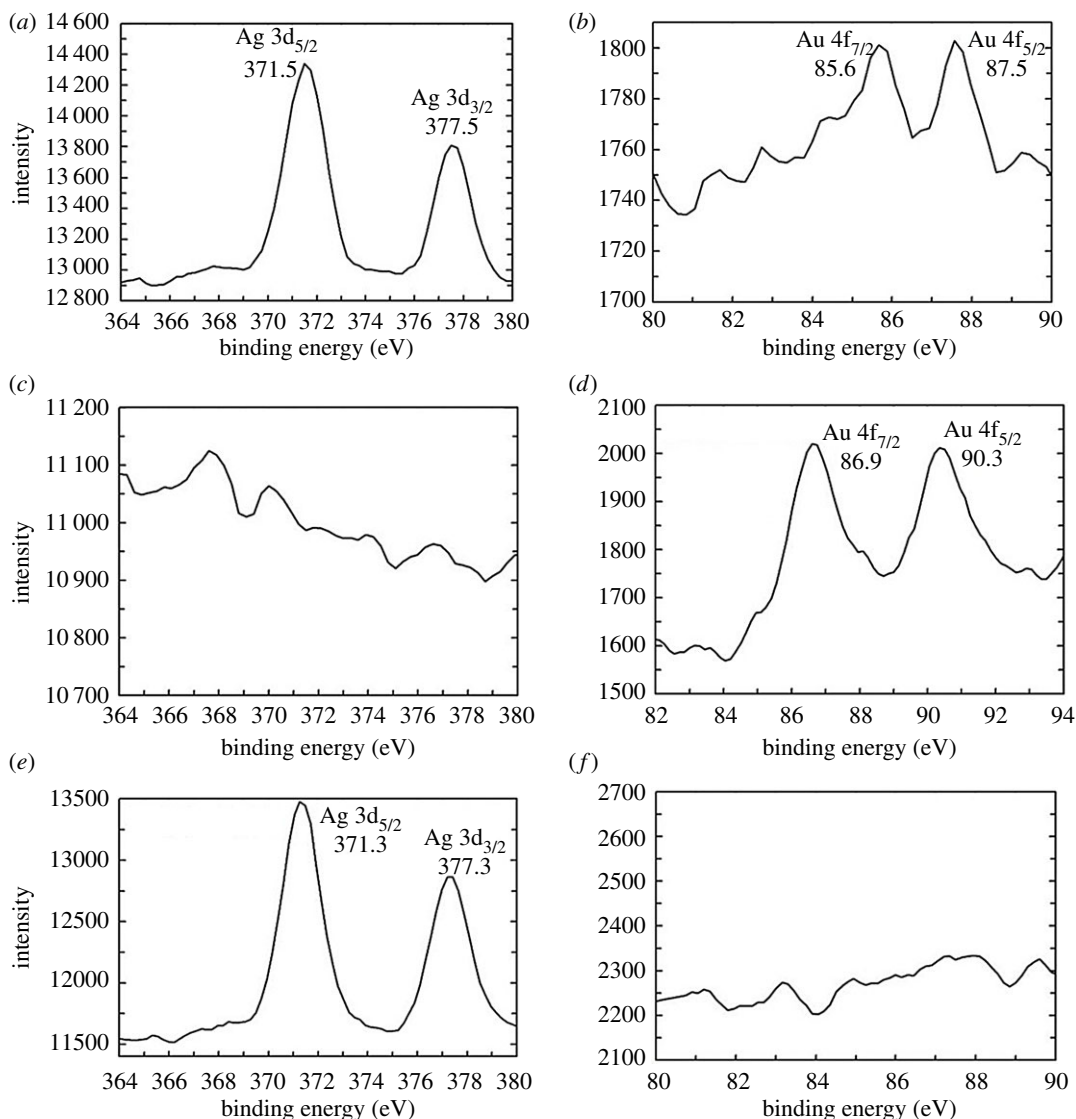 (a)
14 600
14 400
14 200
14 000
13 800
13 600
13 400
13 200
13 000
12 800
intensity
Ag 3d5/2
371.5
Ag 3d3/2
377.5
364 366 368 370 372 374 376 378 380
binding energy (eV)
(b)
1800
1780
1760
1740
1720
1700
Au 4f7/2
85.6
Au 4f5/2
87.5
80 82 84 86 88 90
binding energy (eV)
(c)
11 200
11 100
11 000
10 900
10 800
10 700
intensity
364 366 368 370 372 374 376 378 380
binding energy (eV)
(d)
2100
2000
1900
1800
1700
1600
1500
Au 4f7/2
86.9
Au 4f5/2
90.3
82 84 86 88 90 92 94
binding energy (eV)
(e)
13500
13000
12500
12000
11500
intensity
Ag 3d5/2
371.3
Ag 3d3/2
377.3
364 366 368 370 372 374 376 378 380
binding energy (eV)
(f)
2700
2600
2500
2400
2300
2200
2100
80 82 84 86 88 90
binding energy (eV)